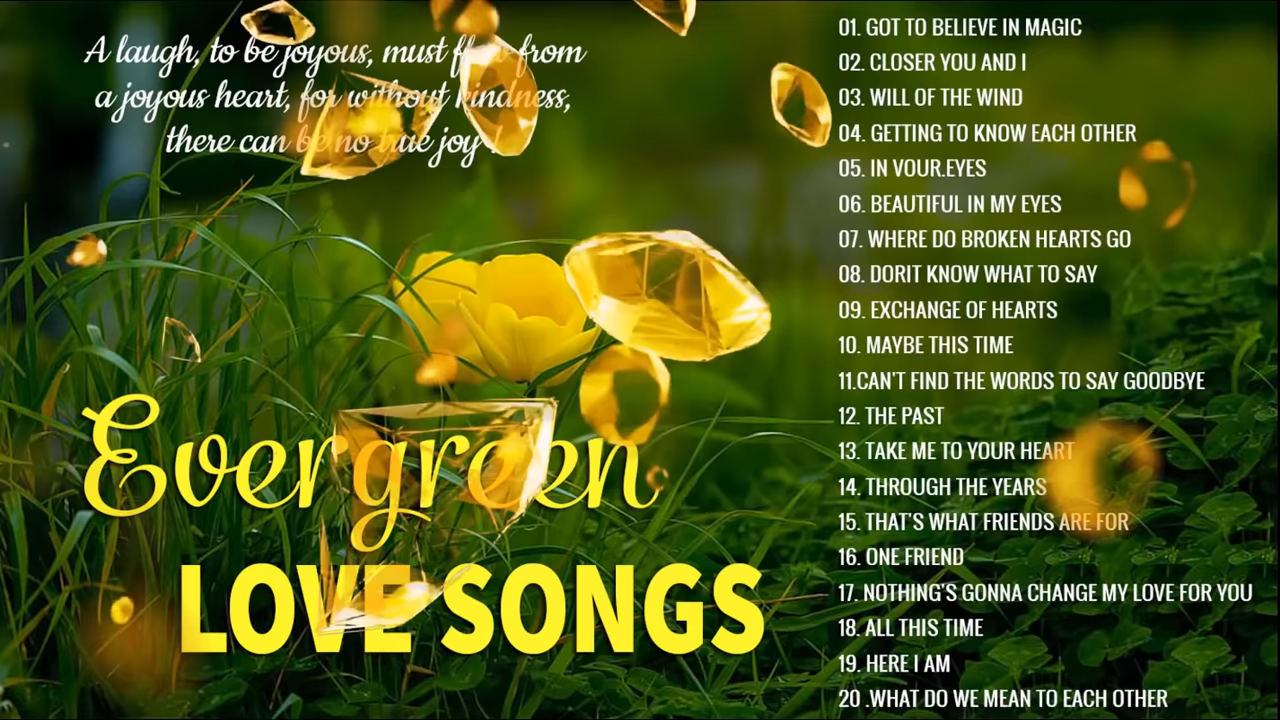 A laugh, to be joyous, must flow from
a joyous heart, for without kindness,
there can be no true joy !
Evergreen
LOVE SONGS
01. GOT TO BELIEVE IN MAGIC
02. CLOSER YOU AND I
03. WILL OF THE WIND
04. GETTING TO KNOW EACH OTHER
05. IN VOUR.EYES
06. BEAUTIFUL IN MY EYES
07. WHERE DO BROKEN HEARTS GO
08. DORIT KNOW WHAT TO SAY
09. EXCHANGE OF HEARTS
10. MAYBE THIS TIME
11.CAN'T FIND THE WORDS TO SAY GOODBYE
12. THE PAST
13. TAKE ME TO YOUR HEART
14. THROUGH THE YEARS
15. THAT'S WHAT FRIENDS ARE FOR
16. ONE FRIEND
17. NOTHING'S GONNA CHANGE MY LOVE FOR YOU
18. ALL THIS TIME
19. HERE I AM
20 .WHAT DO WE MEAN TO EACH OTHER